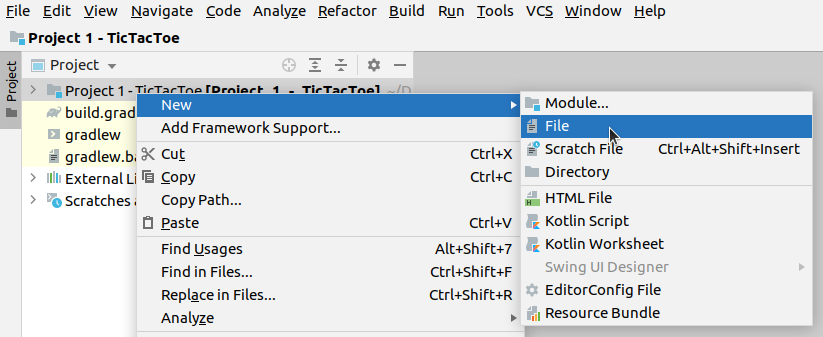 File Edit View Navigate Code Analyze Refactor Build Run Tools VCS Window Help
Project 1 - TicTacToe
Project
Project
Project 1 - TicTacToe [Project 1 - TicTacToe] ~/D
build.grad
gradlew
gradlew.ba
External Li
Scratches a
New
Add Framework Support...
Cut Ctrl+X
Copy Ctrl+C
Copy Path...
Paste Ctrl+V
Find Usages Alt+Shift+7
Find in Files... Ctrl+Shift+F
Replace in Files... Ctrl+Shift+R
Analyze
Module...
File
Scratch File Ctrl+Alt+Shift+Insert
Directory
HTML File
Kotlin Script
Kotlin Worksheet
Swing UI Designer
EditorConfig File
Resource Bundle